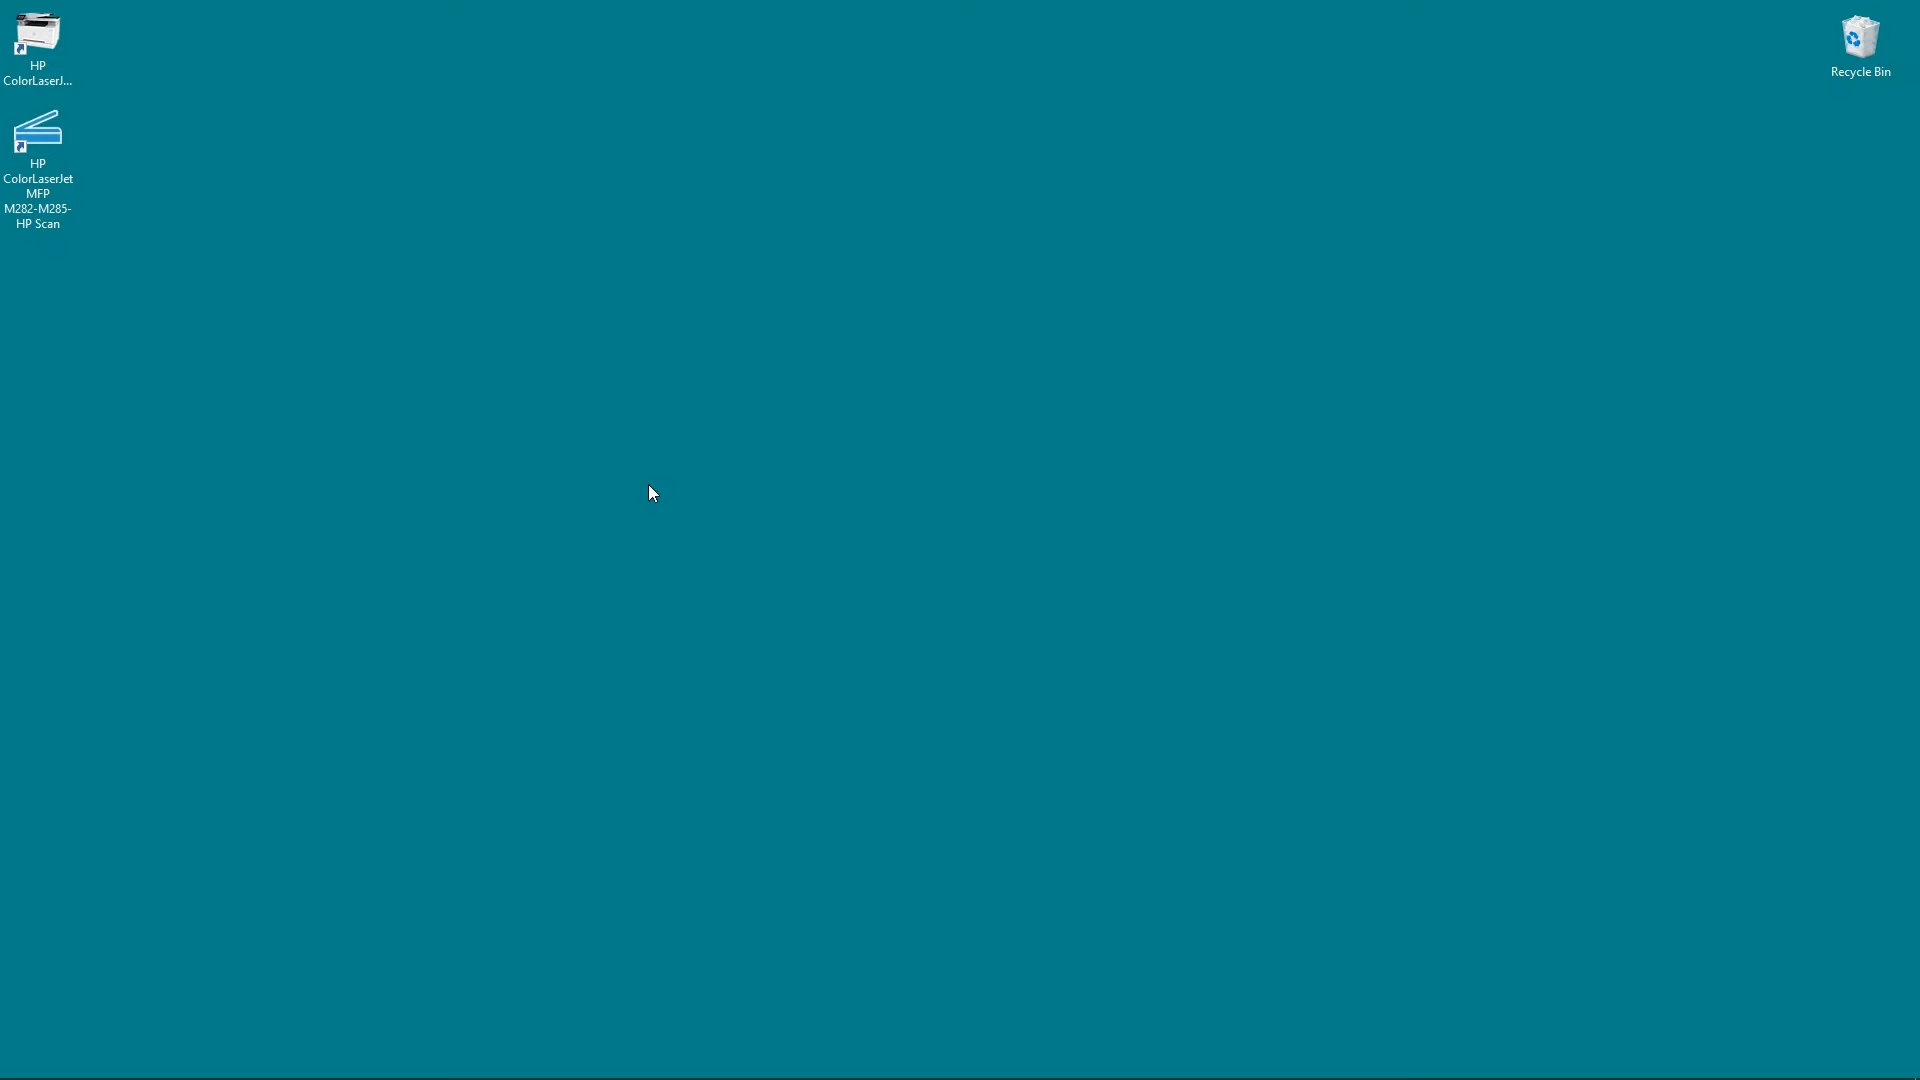 HP
ColorLaserJ...
HP
ColorLaserJet
MFP
M282-M285-
HP Scan
Recycle Bin